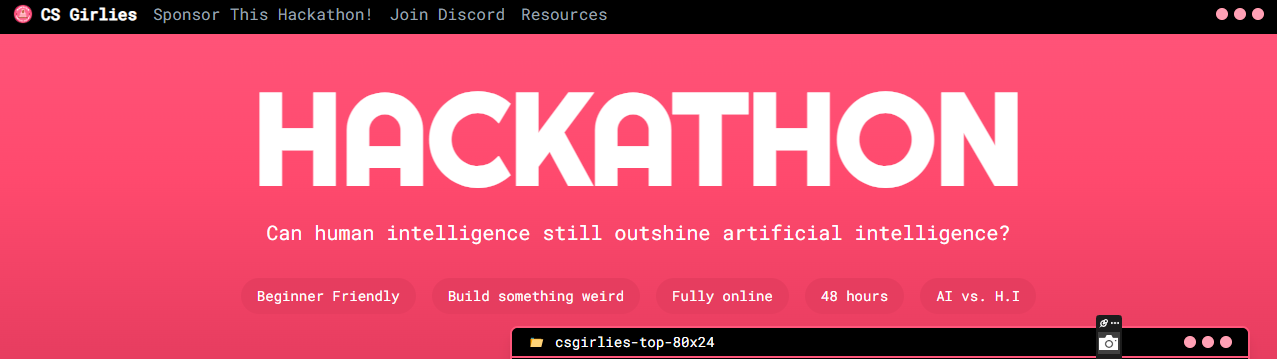 CS Girlies Sponsor This Hackathon! Join Discord Resources
HACKATHON
Can human intelligence still outshine artificial intelligence?
Beginner Friendly Build something weird Fully online 48 hours AI vs. H.I
csgirlies-top-80x24